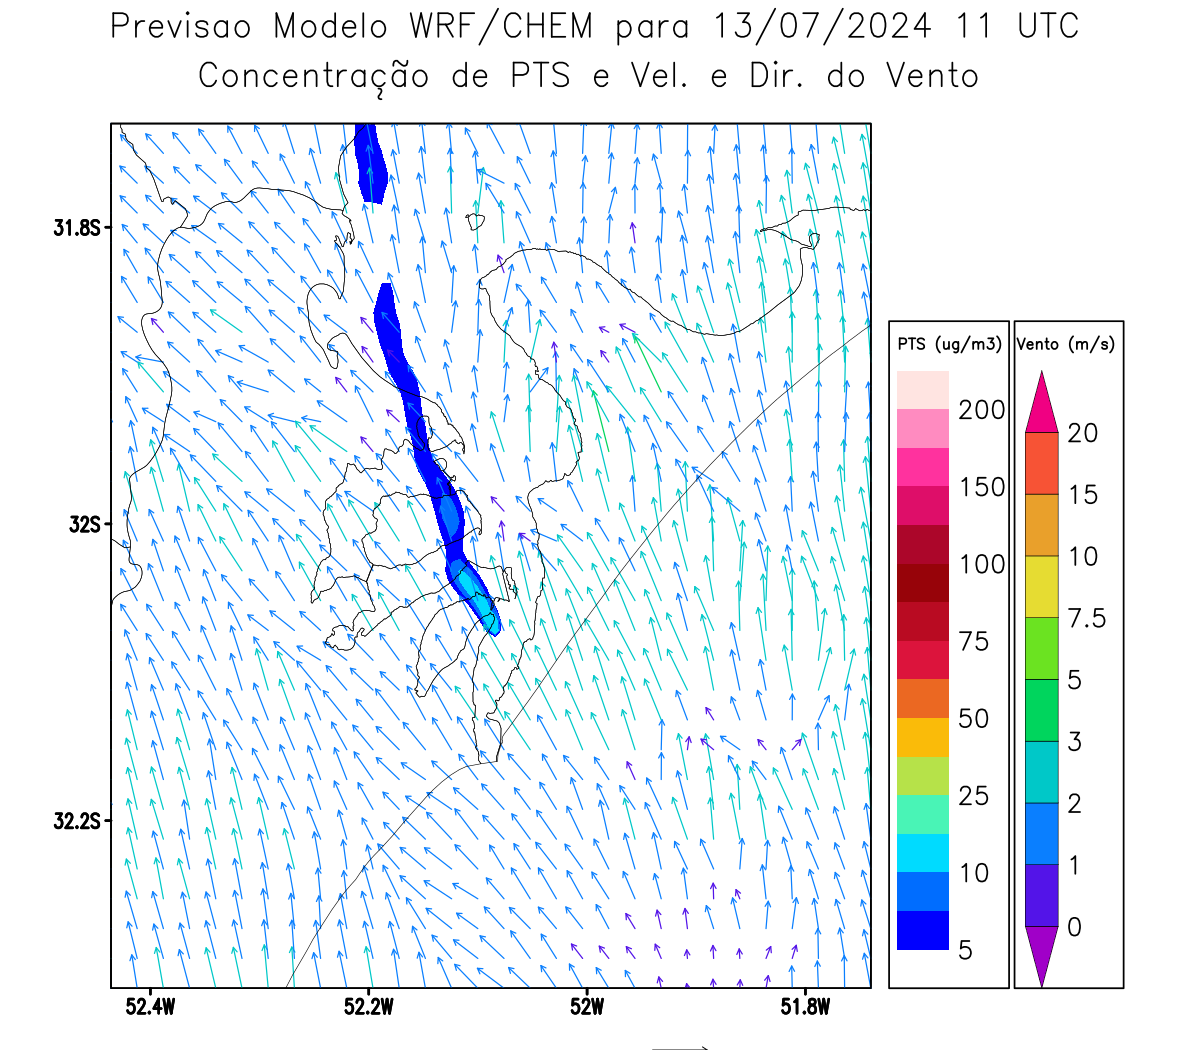 Previsao Modelo WRF/CHEM para 13/07/2024 11 UTC
Concentração de PTS e Vel. e Dir. do Vento
31.8S
32S
32.2S
52.4W
52.2W
52W
51.8W
PTS (ug/m3)
200
150
100
75
50
25
10
5
Vento (m/s)
20
15
10
7.5
5
3
2
1
0